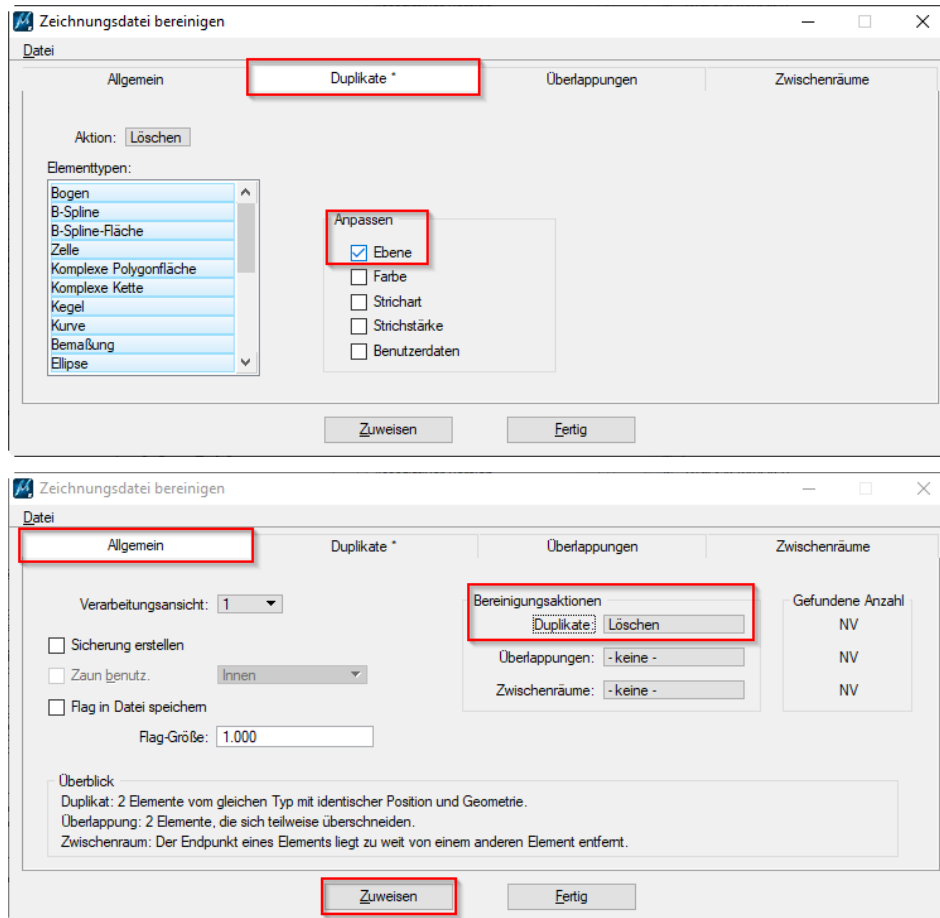 Zeichnungsdatei bereinigen
Datei
Allgemein Duplikate * Überlappungen Zwischenräume
Aktion: Löschen
Elementtypen:
Bogen
B-Spline
B-Spline-Fläche
Zelle
Komplexe Polygonfläche
Komplexe Kette
Kegel
Kurve
Bemaßung
Ellipse
Anpassen
Ebene
Farbe
Strichart
Strichstärke
Benutzerdaten
Zuweisen Fertig
Zeichnungsdatei bereinigen
Datei
Allgemein Duplikate * Überlappungen Zwischenräume
Verarbeitungsansicht: 1
Sicherung erstellen
Zaun benutz. Innen
Flag in Datei speichern
Flag-Größe: 1.000
Bereinigungsaktionen
Duplikate: Löschen
Überlappungen: - keine -
Zwischenräume: - keine -
Gefundene Anzahl
NV
NV
NV
Überblick
Duplikat: 2 Elemente vom gleichen Typ mit identischer Position und Geometrie.
Überlappung: 2 Elemente, die sich teilweise überschneiden.
Zwischenraum: Der Endpunkt eines Elements liegt zu weit von einem anderen Element entfernt.
Zuweisen Fertig